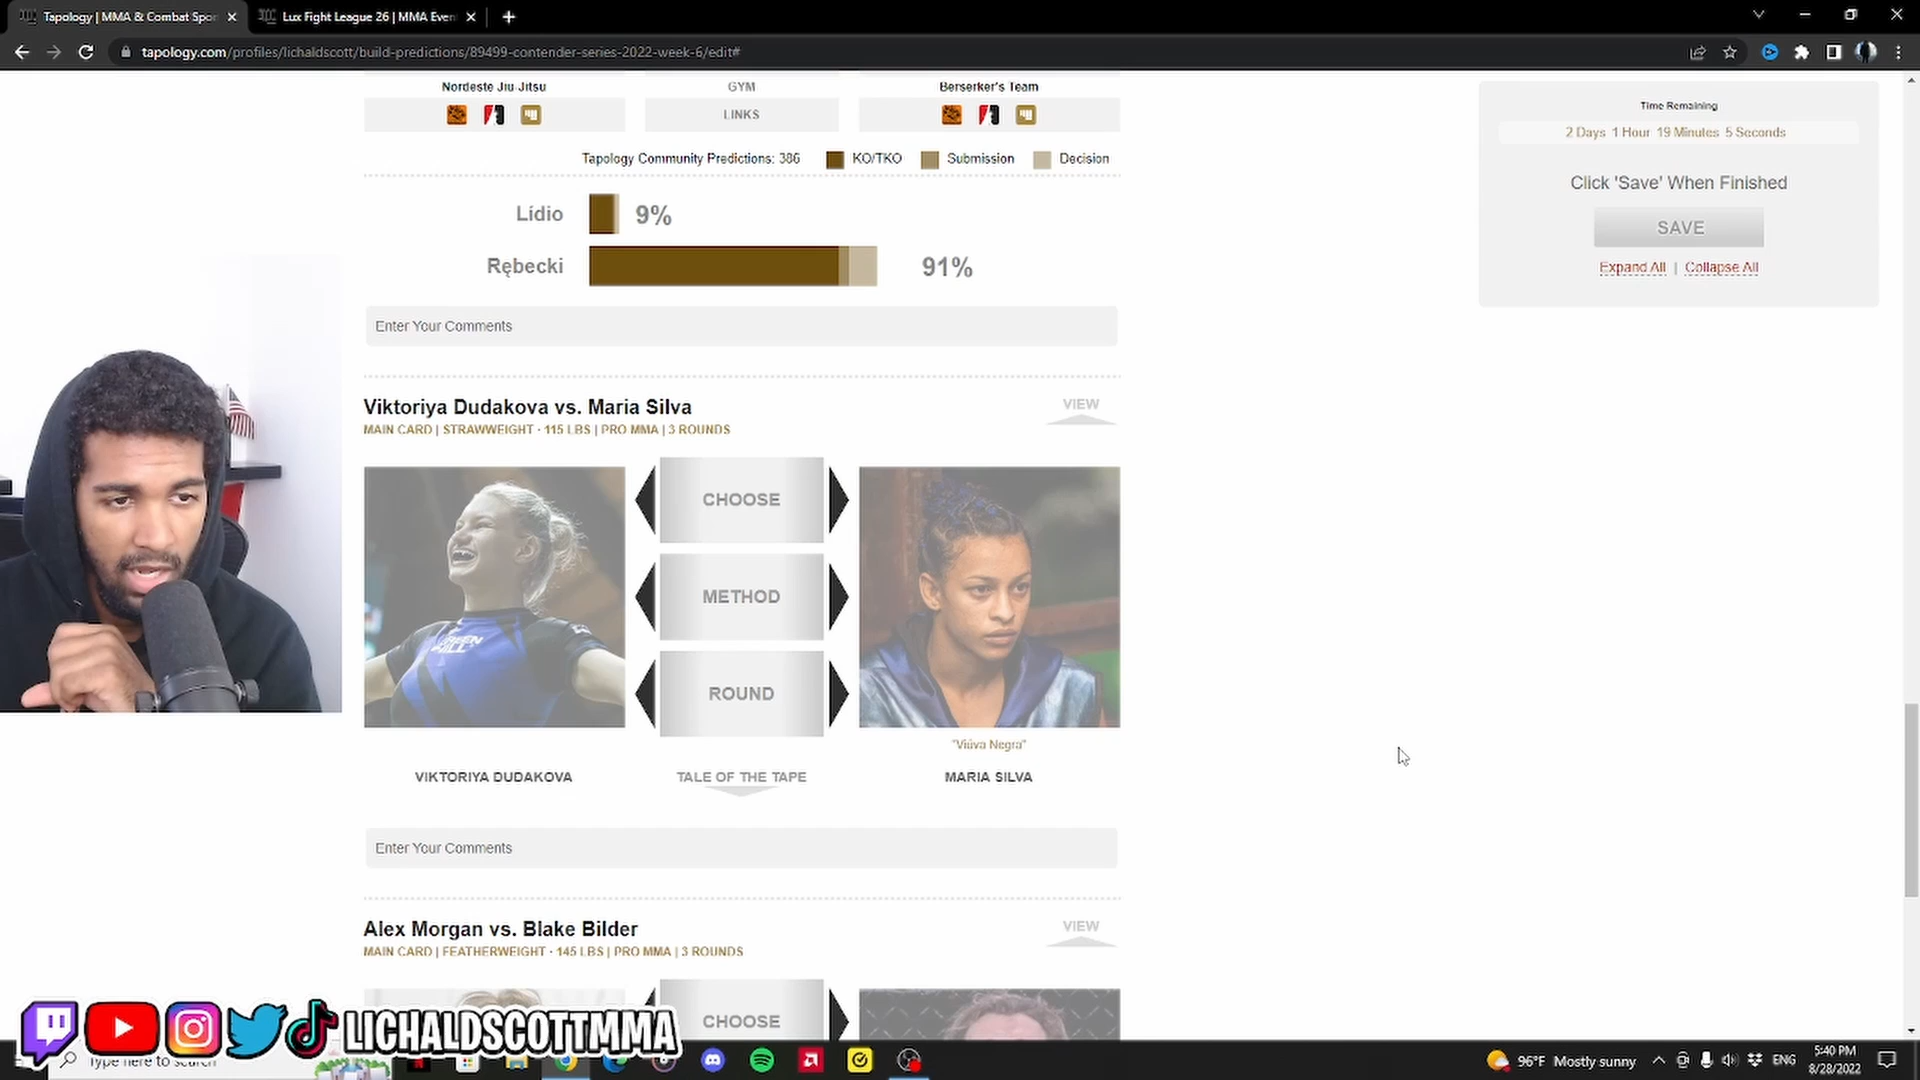 Tapology | MMA & Combat Spor
Lux Fight League 26 | MMA Even
tapology.com/profiles/lichaldscott/build-predictions/89499-contender-series-2022-week-6/edit#
Nordeste Jiu-Jitsu
GYM
Berserker's Team
LINKS
Tapology Community Predictions: 386
KO/TKO
Submission
Decision
Lídio
9%
Rębecki
91%
Enter Your Comments
Time Remaining
2 Days 1 Hour 19 Minutes 5 Seconds
Click 'Save' When Finished
SAVE
Expand All | Collapse All
Viktoriya Dudakova vs. Maria Silva
VIEW
MAIN CARD | STRAWWEIGHT · 115 LBS | PRO MMA | 3 ROUNDS
CHOOSE
METHOD
ROUND
GREEN HILL
"Viúva Negra"
VIKTORIYA DUDAKOVA
TALE OF THE TAPE
MARIA SILVA
Enter Your Comments
Alex Morgan vs. Blake Bilder
VIEW
MAIN CARD | FEATHERWEIGHT · 145 LBS | PRO MMA | 3 ROUNDS
CHOOSE
LICHALDSCOTTMMA
Type here to search
96°F Mostly sunny
ENG
5:40 PM
8/28/2022